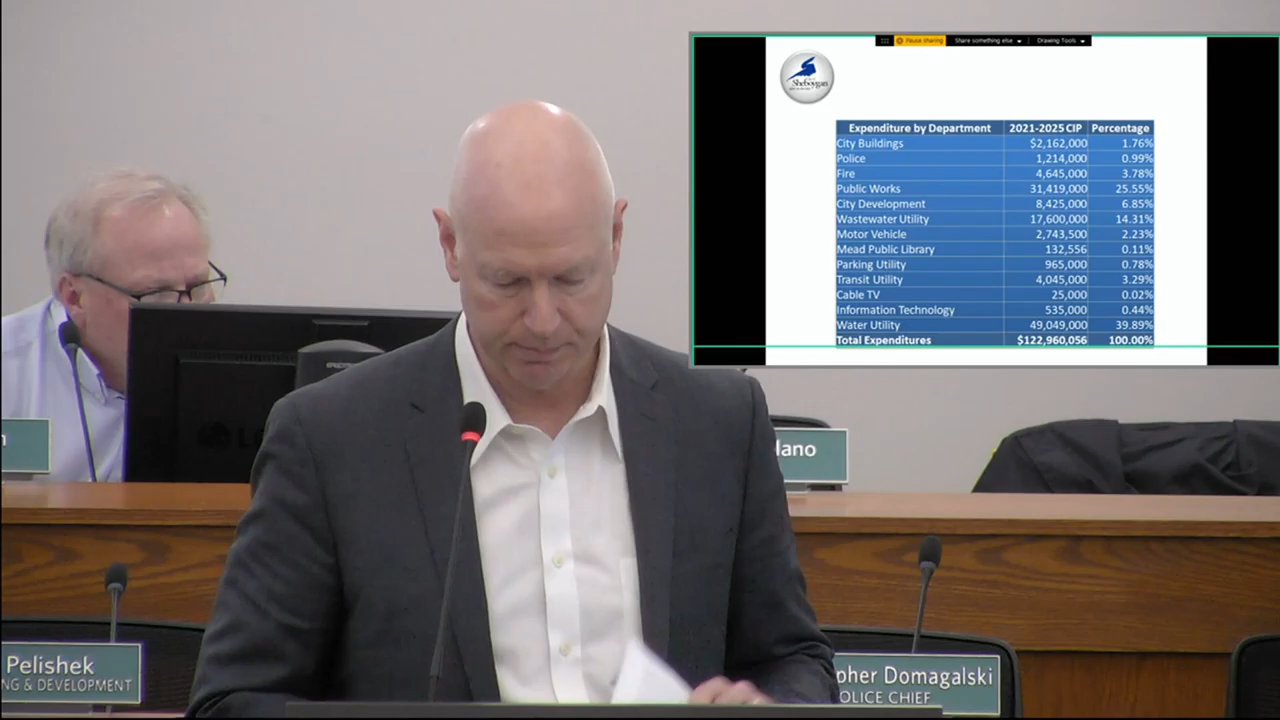 Pause sharing
Share something else
Drawing Tools
Sheboygan
Expenditure by Department 2021-2025 CIP Percentage
City Buildings $2,162,000 1.76%
Police 1,214,000 0.99%
Fire 4,645,000 3.78%
Public Works 31,419,000 25.55%
City Development 8,425,000 6.85%
Wastewater Utility 17,600,000 14.31%
Motor Vehicle 2,743,500 2.23%
Mead Public Library 132,556 0.11%
Parking Utility 965,000 0.78%
Transit Utility 4,045,000 3.29%
Cable TV 25,000 0.02%
Information Technology 535,000 0.44%
Water Utility 49,049,000 39.89%
Total Expenditures $122,960,056 100.00%
lano
Pelishek
NG & DEVELOPMENT
pher Domagalski
OLICE CHIEF